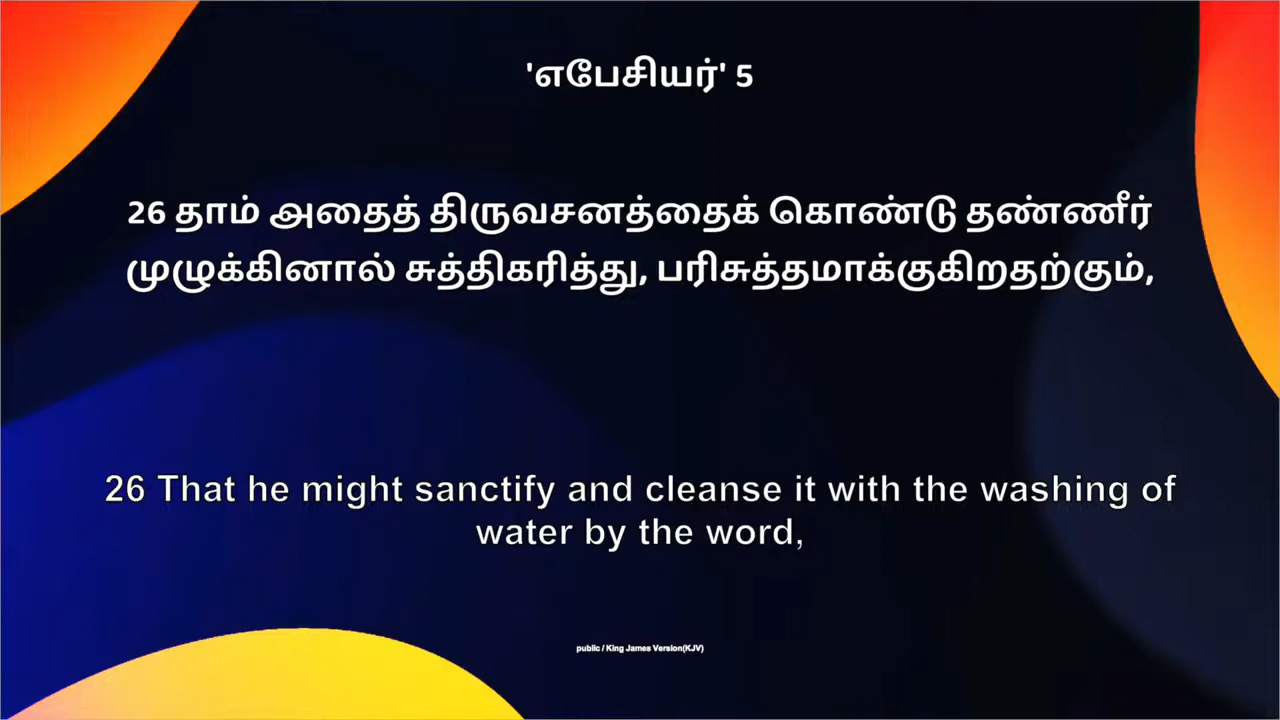 'எபேசியர்' 5
26 தாம் அதைத் திருவசனத்தைக் கொண்டு தண்ணீர்
முழுக்கினால் சுத்திகரித்து, பரிசுத்தமாக்குகிறதற்கும்,
26 That he might sanctify and cleanse it with the washing of
water by the word,
public / King James Version(KJV)